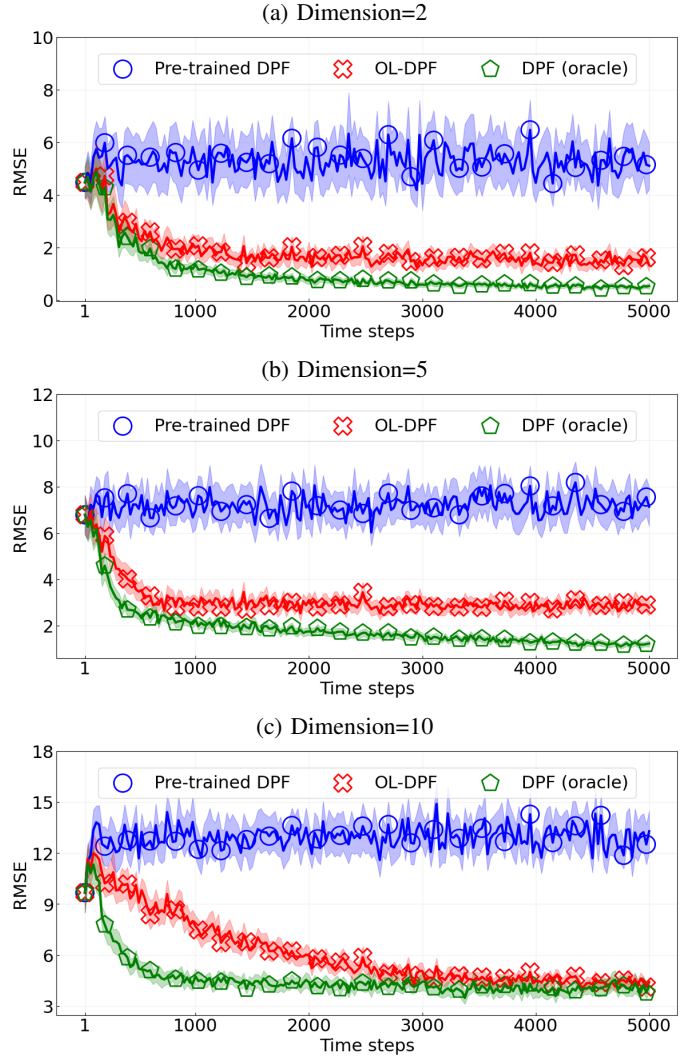 (a) Dimension=2
10
8
6
4
2
0
RMSE
Pre-trained DPF OL-DPF DPF (oracle)
1 1000 2000 3000 4000 5000
Time steps
(b) Dimension=5
12
10
8
6
4
2
RMSE
Pre-trained DPF OL-DPF DPF (oracle)
1 1000 2000 3000 4000 5000
Time steps
(c) Dimension=10
18
15
12
9
6
3
RMSE
Pre-trained DPF OL-DPF DPF (oracle)
1 1000 2000 3000 4000 5000
Time steps